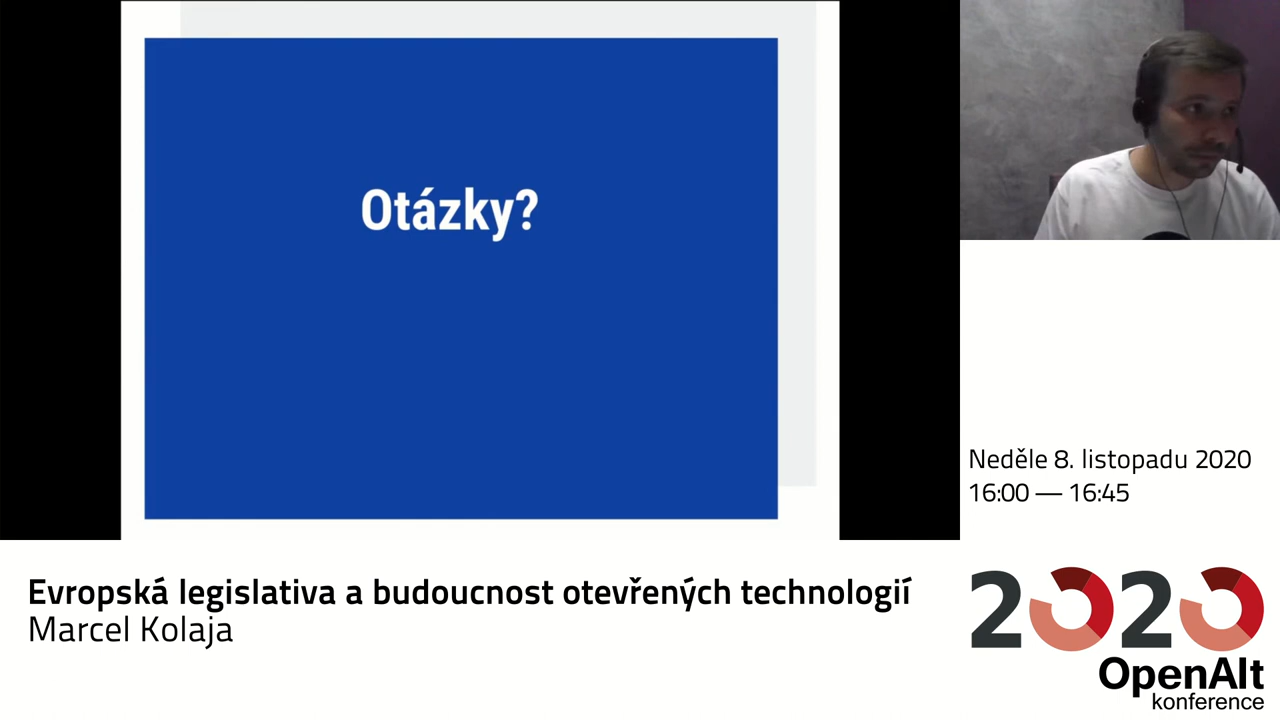 Otázky?
Neděle 8. listopadu 2020
16:00 — 16:45
Evropská legislativa a budoucnost otevřených technologií
Marcel Kolaja
2020
OpenAlt
konference